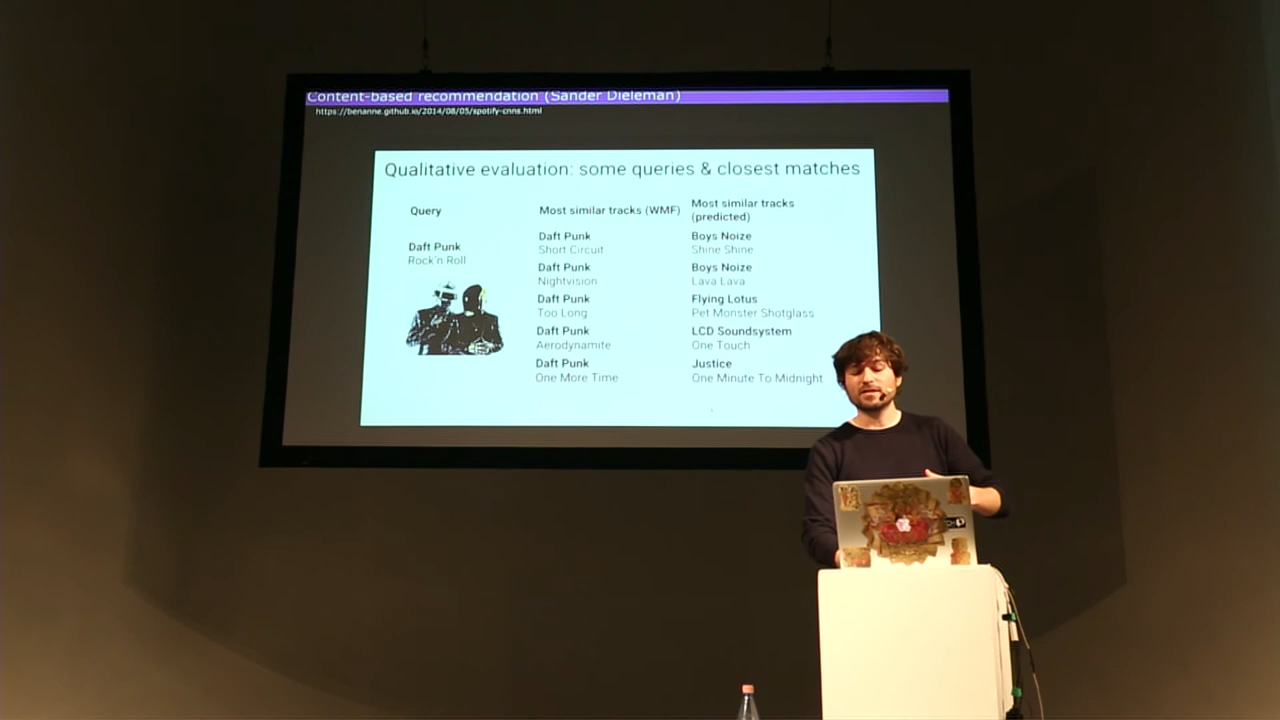 Content-based recommendation (Sander Dieleman)
https://benanne.github.io/2014/08/05/spotify-cnns.html
Qualitative evaluation: some queries & closest matches
Query
Most similar tracks (WMF)
Most similar tracks
(predicted)
Daft Punk
Rock'n Roll
Daft Punk
Short Circuit
Daft Punk
Nightvision
Daft Punk
Too Long
Daft Punk
Aerodynamite
Daft Punk
One More Time
Boys Noize
Shine Shine
Boys Noize
Lava Lava
Flying Lotus
Pet Monster Shotglass
LCD Soundsystem
One Touch
Justice
One Minute To Midnight